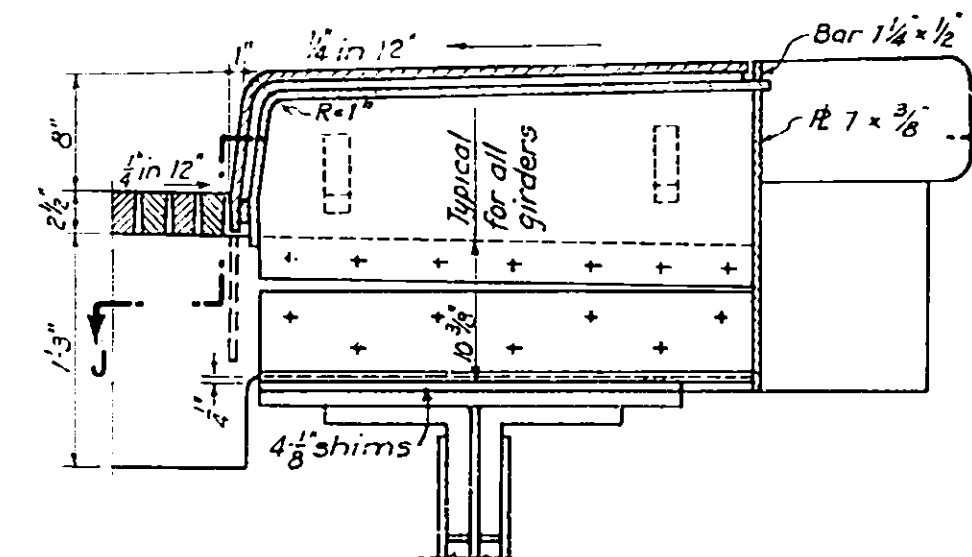 1"
1/4" in 12"
Bar 1 1/4" × 1/2"
8"
R=1"
PL 7 × 3/8"
1/4" in 12"
2 1/2"
Typical
for all
girders
1'-3"
10 3/8"
J
1/4"
4-1/8" shims